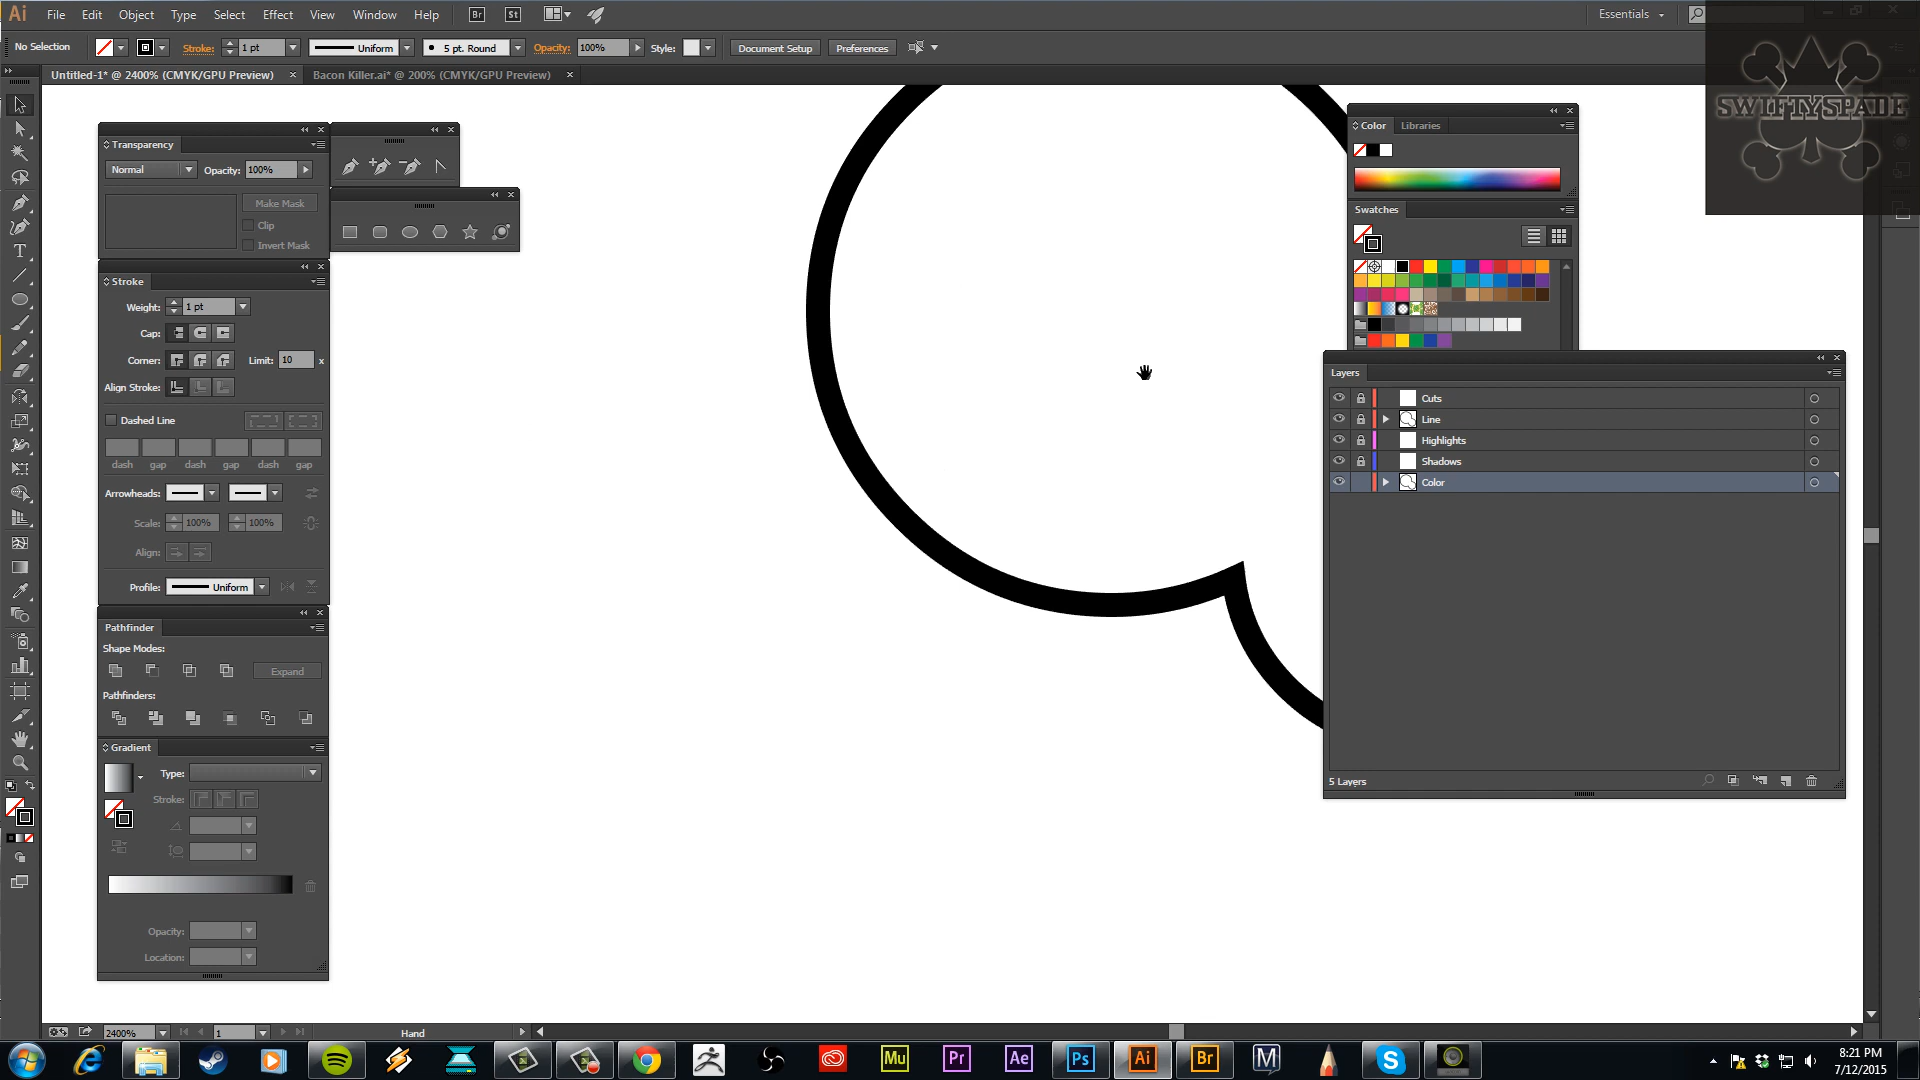 Ai File Edit Object Type Select Effect View Window Help Br St Essentials
No Selection Stroke: 1 pt Uniform 5 pt. Round Opacity: 100% Style: Document Setup Preferences
Untitled-1* @ 2400% (CMYK/GPU Preview) Bacon Killer.ai* @ 200% (CMYK/GPU Preview)
SWIFTYSPADE
Transparency
Normal Opacity: 100%
Make Mask
Clip
Invert Mask
Stroke
Weight: 1 pt
Cap:
Corner: Limit: 10 x
Align Stroke:
Dashed Line
dash gap dash gap dash gap
Arrowheads:
Scale: 100% 100%
Align:
Profile: Uniform
Pathfinder
Shape Modes:
Expand
Pathfinders:
Gradient
Type:
Stroke:
Opacity:
Location:
Color Libraries
Swatches
Layers
Cuts
Line
Highlights
Shadows
Color
5 Layers
2400% 1 Hand
Mu Pr Ae Ps Ai Br M S
8:21 PM
7/12/2015